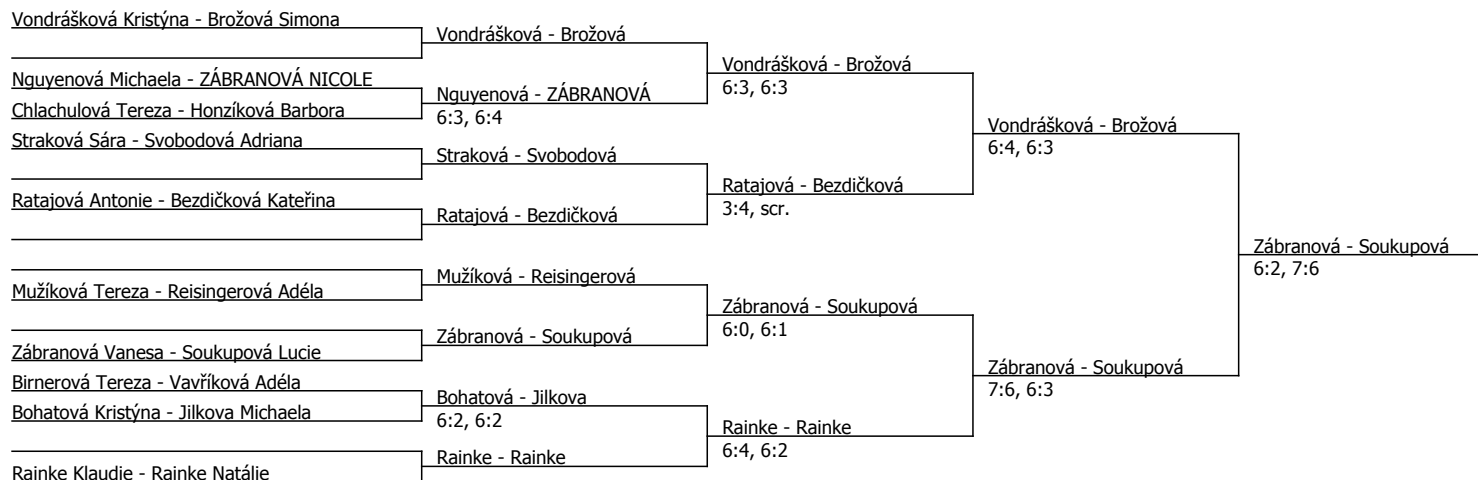 Vondrášková Kristýna - Brožová Simona
Vondrášková - Brožová
Nguyenová Michaela - ZÁBRANOVÁ NICOLE
Chlachulová Tereza - Honzíková Barbora
Nguyenová - ZÁBRANOVÁ
6:3, 6:4
Vondrášková - Brožová
6:3, 6:3
Straková Sára - Svobodová Adriana
Straková - Svobodová
Ratajová Antonie - Bezdičková Kateřina
Ratajová - Bezdičková
Ratajová - Bezdičková
3:4, scr.
Vondrášková - Brožová
6:4, 6:3
Mužíková Tereza - Reisingerová Adéla
Mužíková - Reisingerová
Zábranová Vanesa - Soukupová Lucie
Zábranová - Soukupová
Zábranová - Soukupová
6:0, 6:1
Birnerová Tereza - Vavříková Adéla
Bohatová Kristýna - Jilkova Michaela
Bohatová - Jilkova
6:2, 6:2
Rainke Klaudie - Rainke Natálie
Rainke - Rainke
Rainke - Rainke
6:4, 6:2
Zábranová - Soukupová
7:6, 6:3
Zábranová - Soukupová
6:2, 7:6